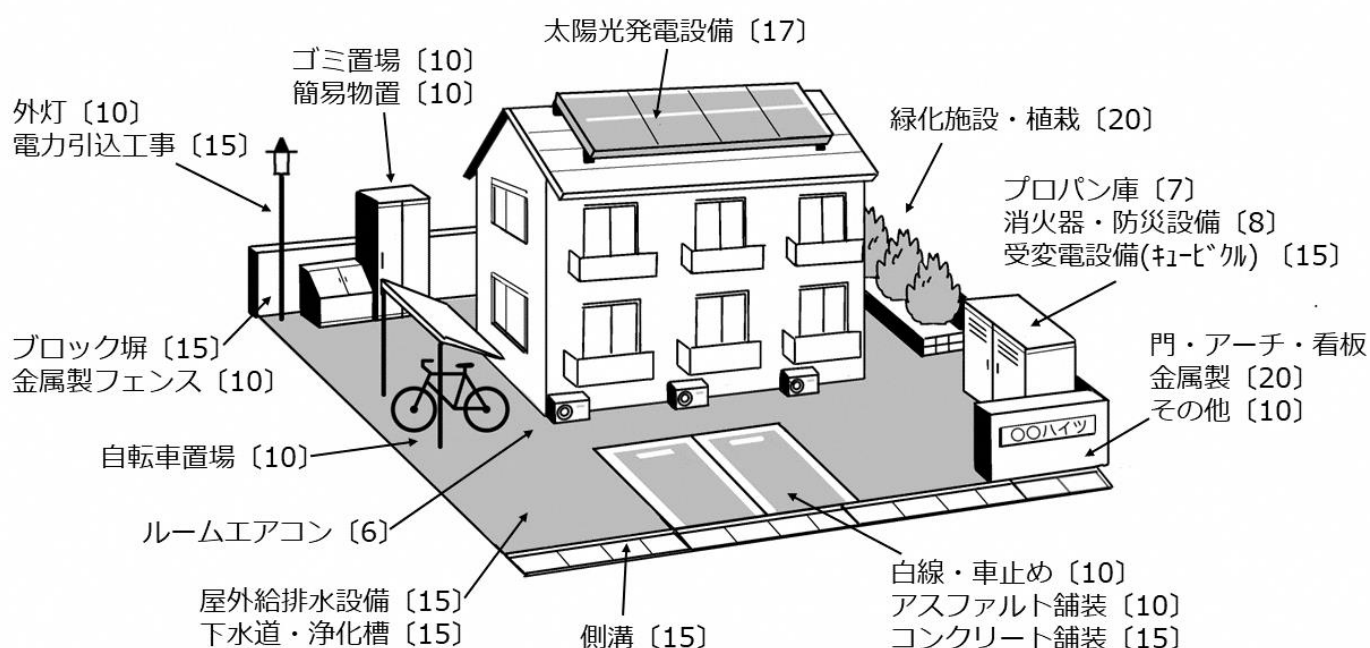 太陽光発電設備〔17〕
ゴミ置場〔10〕
簡易物置〔10〕
外灯〔10〕
電力引込工事〔15〕
緑化施設・植栽〔20〕
プロパン庫〔7〕
消火器・防災設備〔8〕
受変電設備(ｷｭｰﾋﾞｸﾙ)〔15〕
ブロック塀〔15〕
金属製フェンス〔10〕
門・アーチ・看板
金属製〔20〕
その他〔10〕
○○ハイツ
自転車置場〔10〕
ルームエアコン〔6〕
屋外給排水設備〔15〕
下水道・浄化槽〔15〕
側溝〔15〕
白線・車止め〔10〕
アスファルト舗装〔10〕
コンクリート舗装〔15〕